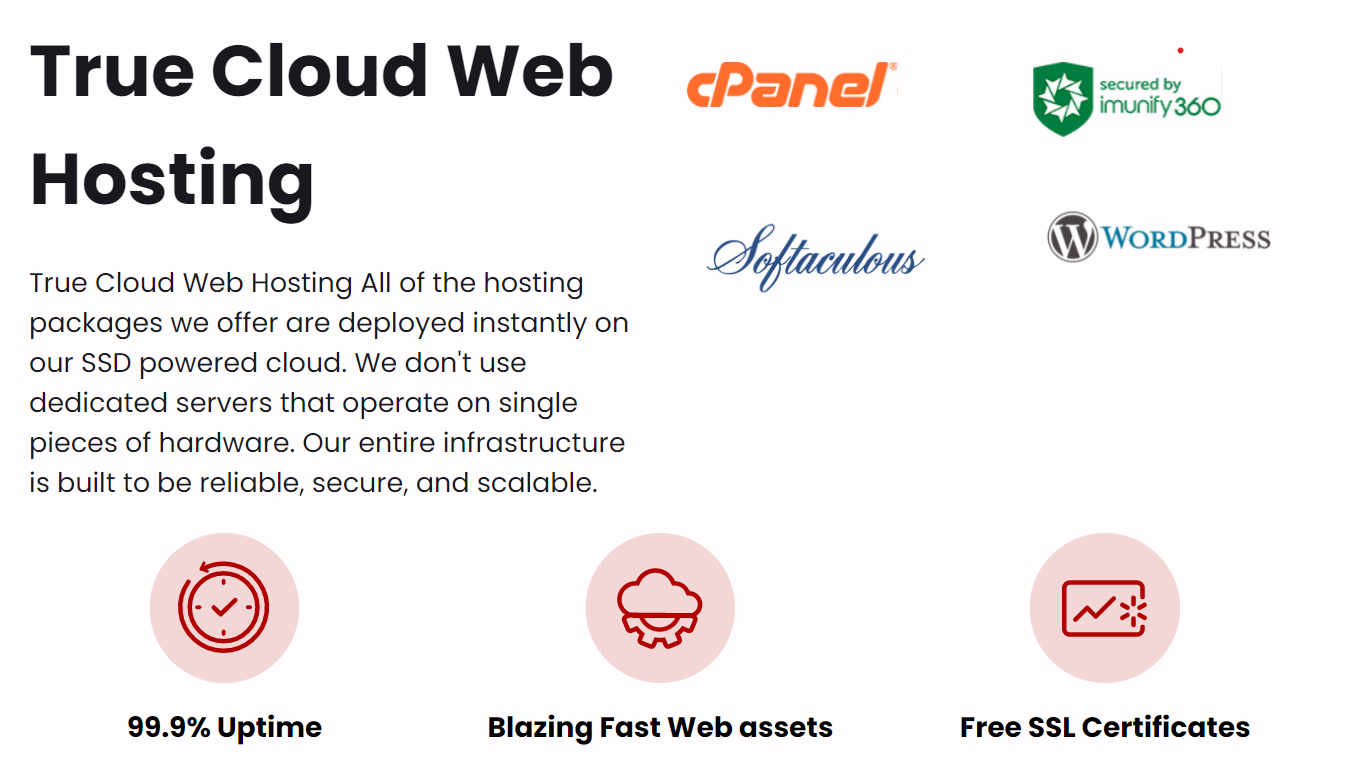 True Cloud Web
Hosting
True Cloud Web Hosting All of the hosting
packages we offer are deployed instantly on
our SSD powered cloud. We don't use
dedicated servers that operate on single
pieces of hardware. Our entire infrastructure
is built to be reliable, secure, and scalable.
cPanel®
secured by
imunify360
Softaculous
WORDPRESS
99.9% Uptime
Blazing Fast Web assets
Free SSL Certificates